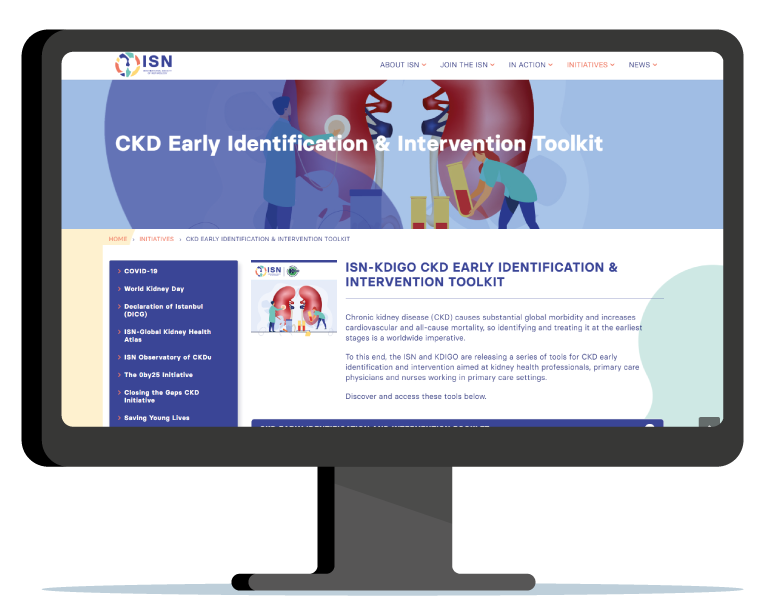 ISN
ABOUT ISN
JOIN THE ISN
IN ACTION
INITIATIVES
NEWS
CKD Early Identification & Intervention Toolkit
HOME › INITIATIVES › CKD EARLY IDENTIFICATION & INTERVENTION TOOLKIT
COVID-19
World Kidney Day
Declaration of Istanbul
(DICG)
ISN-Global Kidney Health
Atlas
ISN Observatory of CKDu
The 0by25 Initiative
Closing the Gaps CKD
Initiative
Saving Young Lives
ISN
ISN-KDIGO CKD EARLY IDENTIFICATION &
INTERVENTION TOOLKIT
Chronic kidney disease (CKD) causes substantial global morbidity and increases
cardiovascular and all-cause mortality, so identifying and treating it at the earliest
stages is a worldwide imperative.
To this end, the ISN and KDIGO are releasing a series of tools for CKD early
identification and intervention aimed at kidney health professionals, primary care
physicians and nurses working in primary care settings.
Discover and access these tools below.